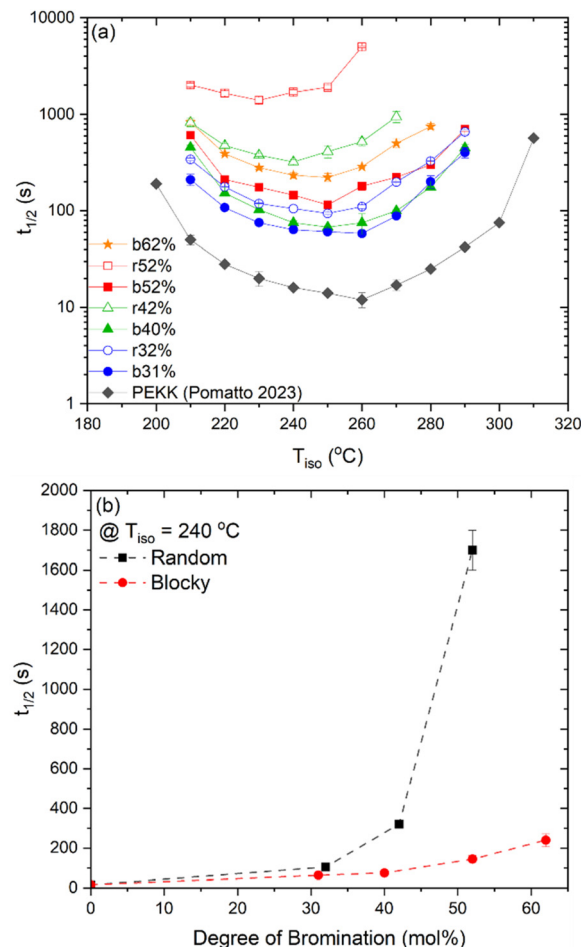 (a)
10000
1000
100
10
1
t1/2 (s)
b62%
r52%
b52%
r42%
b40%
r32%
b31%
PEKK (Pomatto 2023)
180 200 220 240 260 280 300 320
Tiso (°C)
(b)
@ Tiso = 240 °C
Random
Blocky
2000
1800
1600
1400
1200
1000
800
600
400
200
0
t1/2 (s)
0 10 20 30 40 50 60
Degree of Bromination (mol%)